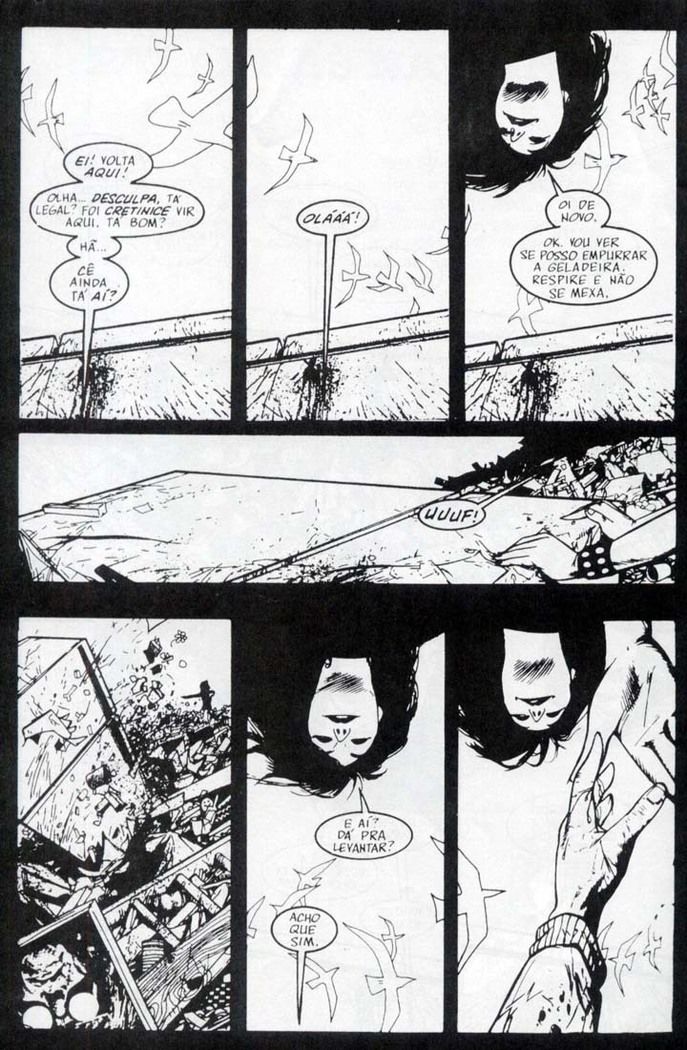 EI! VOLTA
AQUI!
OLHA... DESCULPA, TÁ
LEGAL? FOI CRETINICE VIR
AQUI. TÁ BOM?
HÃ...
CÊ
AINDA
TÁ AÍ?
OLÁÁÁ!
OI DE
NOVO.
OK. VOU VER
SE POSSO EMPURRAR
A GELADEIRA.
RESPIRE E NÃO
SE MEXA.
UUUF!
E AÍ?
DÁ PRA
LEVANTAR?
ACHO
QUE
SIM.